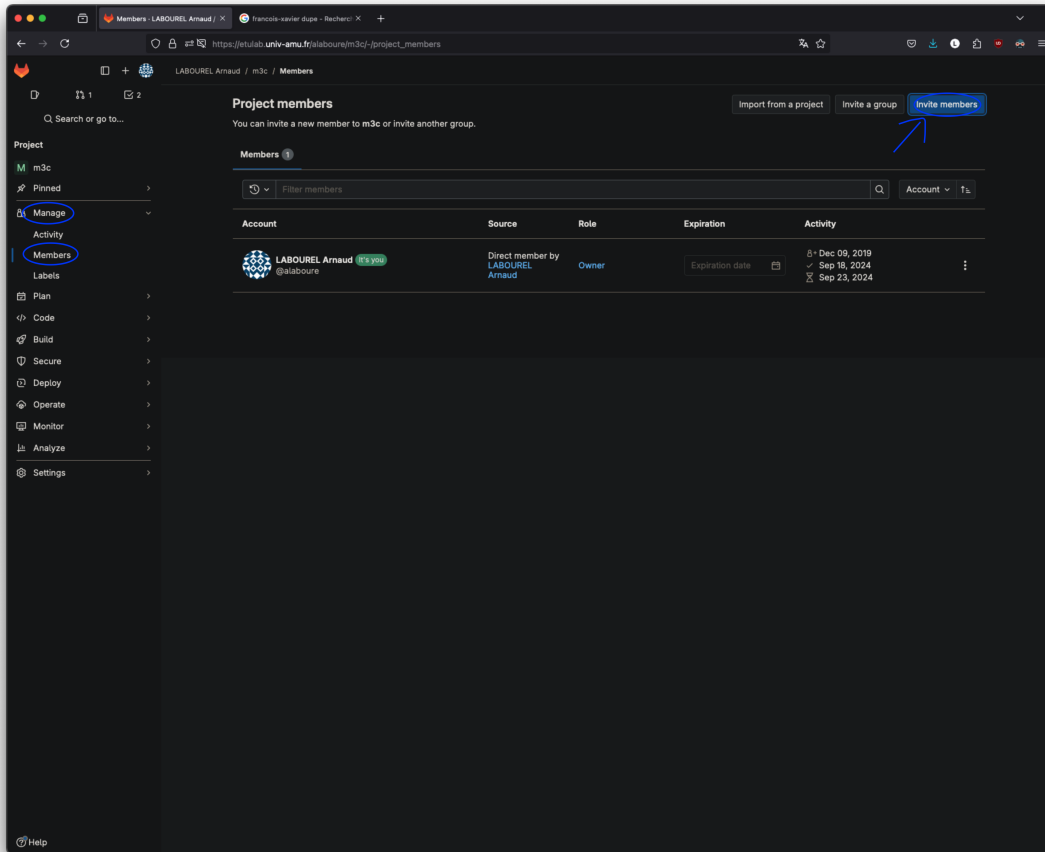 Members · LABOUREL Arnaud /
francois-xavier dupe - Recherch
https://etulab.univ-amu.fr/alaboure/m3c/-/project_members
LABOUREL Arnaud / m3c / Members
1
2
Search or go to...
Project
M m3c
Pinned
Manage
Activity
Members
Labels
Plan
Code
Build
Secure
Deploy
Operate
Monitor
Analyze
Settings
Help
Project members
Import from a project
Invite a group
Invite members
You can invite a new member to m3c or invite another group.
Members 1
Filter members
Account
Account Source Role Expiration Activity
LABOUREL Arnaud It's you
@alaboure
Direct member by
LABOUREL
Arnaud
Owner
Expiration date
Dec 09, 2019
Sep 18, 2024
Sep 23, 2024